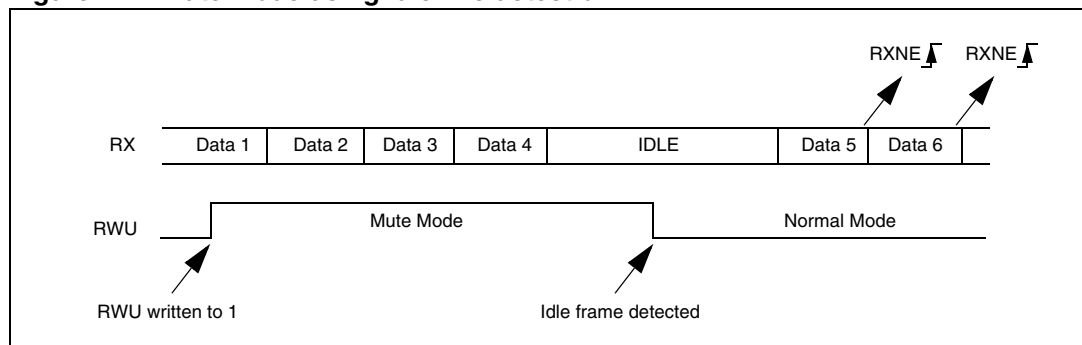 RXNE RXNE
RX Data 1 Data 2 Data 3 Data 4 IDLE Data 5 Data 6
RWU Mute Mode Normal Mode
RWU written to 1 Idle frame detected